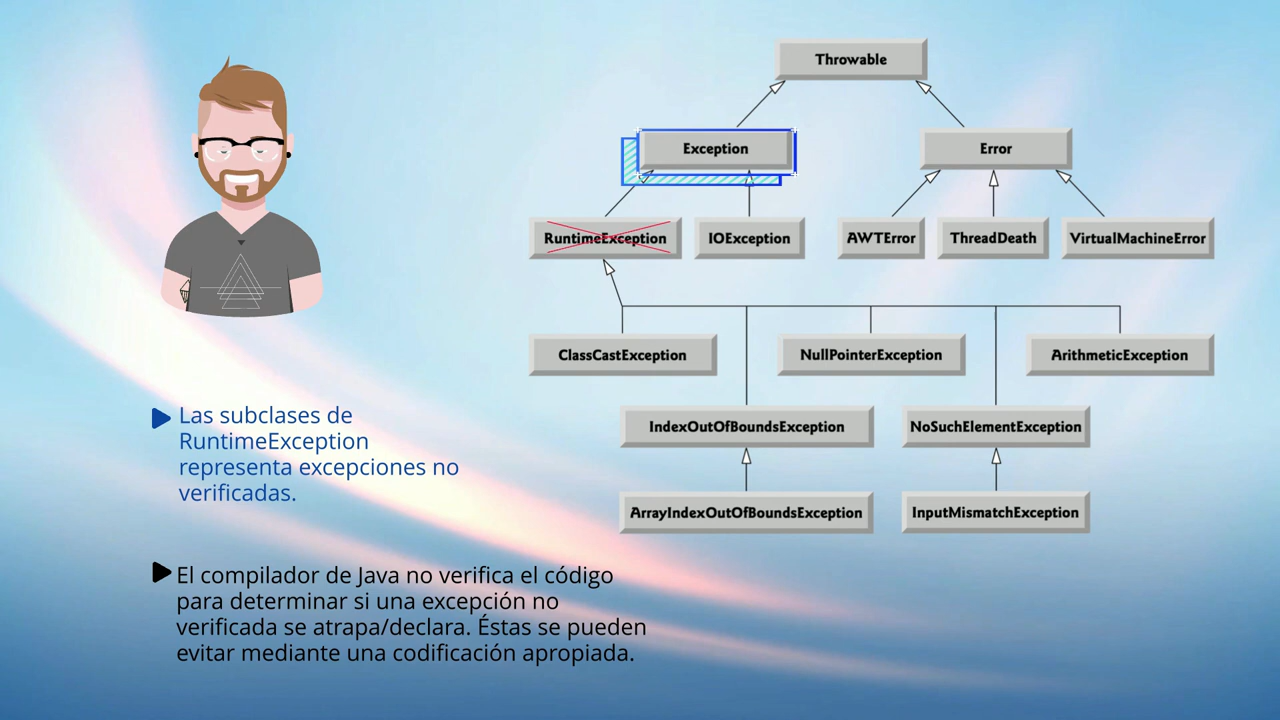 Throwable
Exception
Error
RuntimeException
IOException
AWTError
ThreadDeath
VirtualMachineError
ClassCastException
NullPointerException
ArithmeticException
IndexOutOfBoundsException
NoSuchElementException
ArrayIndexOutOfBoundsException
InputMismatchException
Las subclases de
RuntimeException
representa excepciones no
verificadas.
El compilador de Java no verifica el código
para determinar si una excepción no
verificada se atrapa/declara. Éstas se pueden
evitar mediante una codificación apropiada.